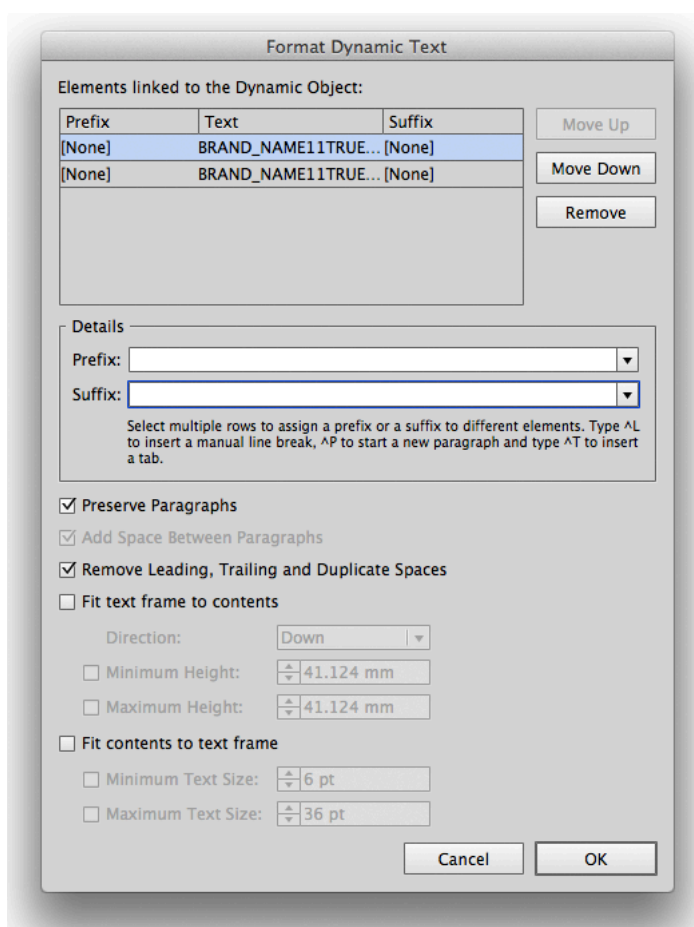 Format Dynamic Text
Elements linked to the Dynamic Object:
Prefix Text Suffix
[None] BRAND_NAME11TRUE... [None]
[None] BRAND_NAME11TRUE... [None]
Move Up
Move Down
Remove
Details
Prefix:
Suffix:
Select multiple rows to assign a prefix or a suffix to different elements. Type ^L
to insert a manual line break, ^P to start a new paragraph and type ^T to insert
a tab.
Preserve Paragraphs
Add Space Between Paragraphs
Remove Leading, Trailing and Duplicate Spaces
Fit text frame to contents
Direction: Down
Minimum Height: 41.124 mm
Maximum Height: 41.124 mm
Fit contents to text frame
Minimum Text Size: 6 pt
Maximum Text Size: 36 pt
Cancel OK